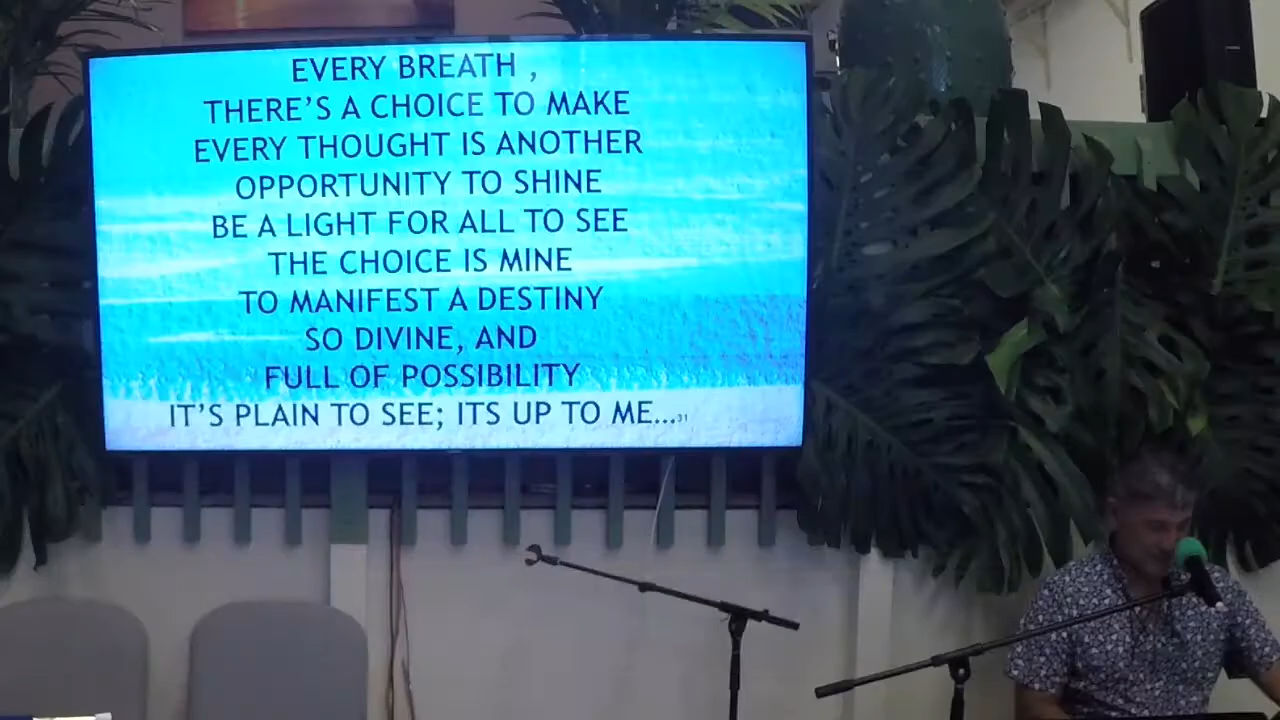 EVERY BREATH ,
THERE'S A CHOICE TO MAKE
EVERY THOUGHT IS ANOTHER
OPPORTUNITY TO SHINE
BE A LIGHT FOR ALL TO SEE
THE CHOICE IS MINE
TO MANIFEST A DESTINY
SO DIVINE, AND
FULL OF POSSIBILITY
IT'S PLAIN TO SEE; ITS UP TO ME...31